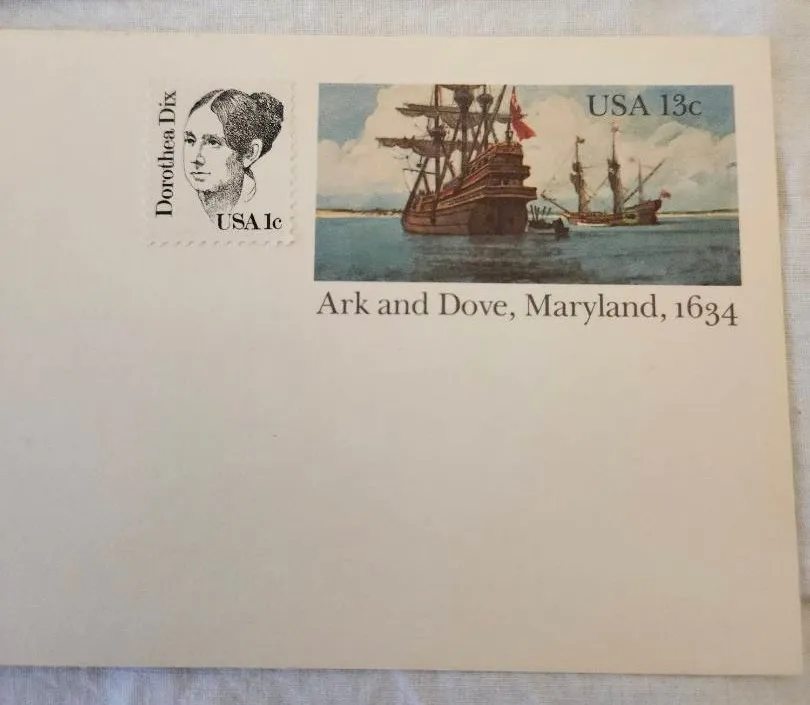 Dorothea Dix
USA 1c
USA 13c
Ark and Dove, Maryland, 1634